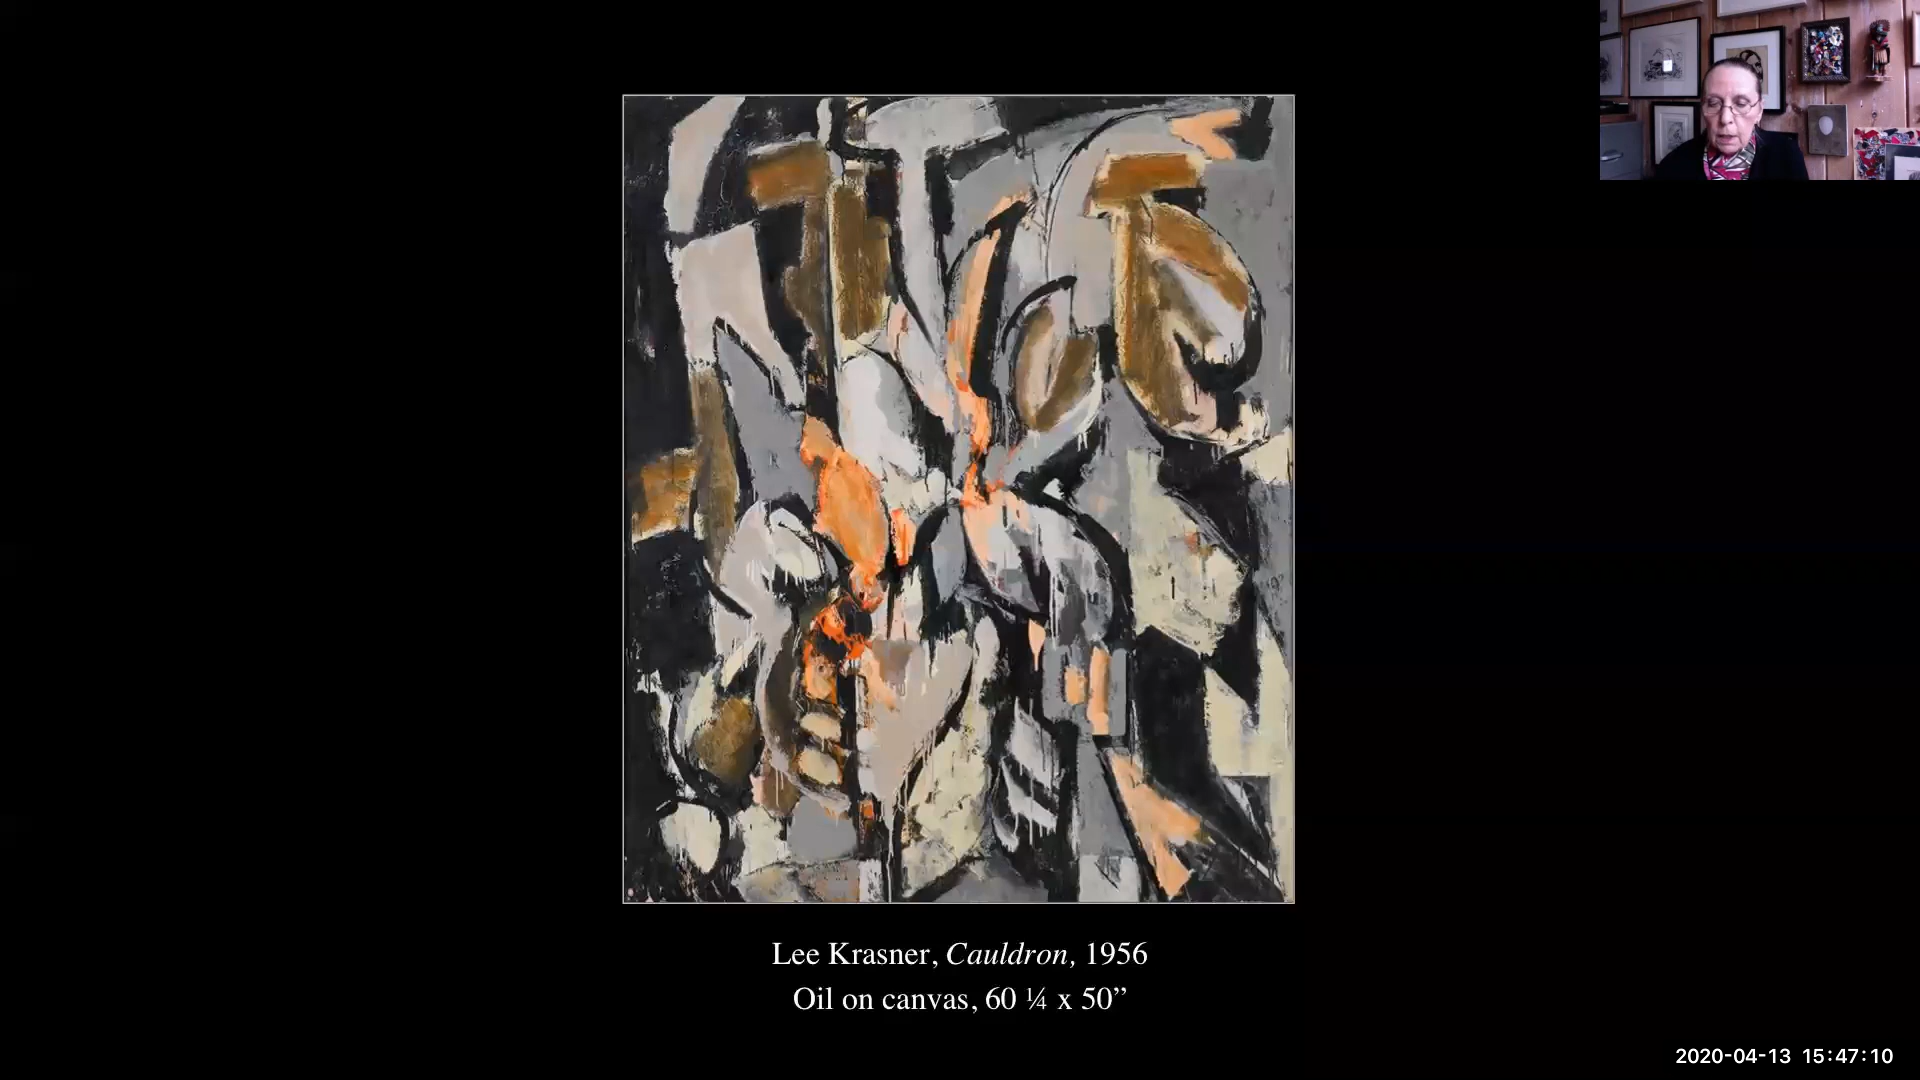 Lee Krasner, Cauldron, 1956
Oil on canvas, 60 ¼ x 50”
2020-04-13 15:47:10